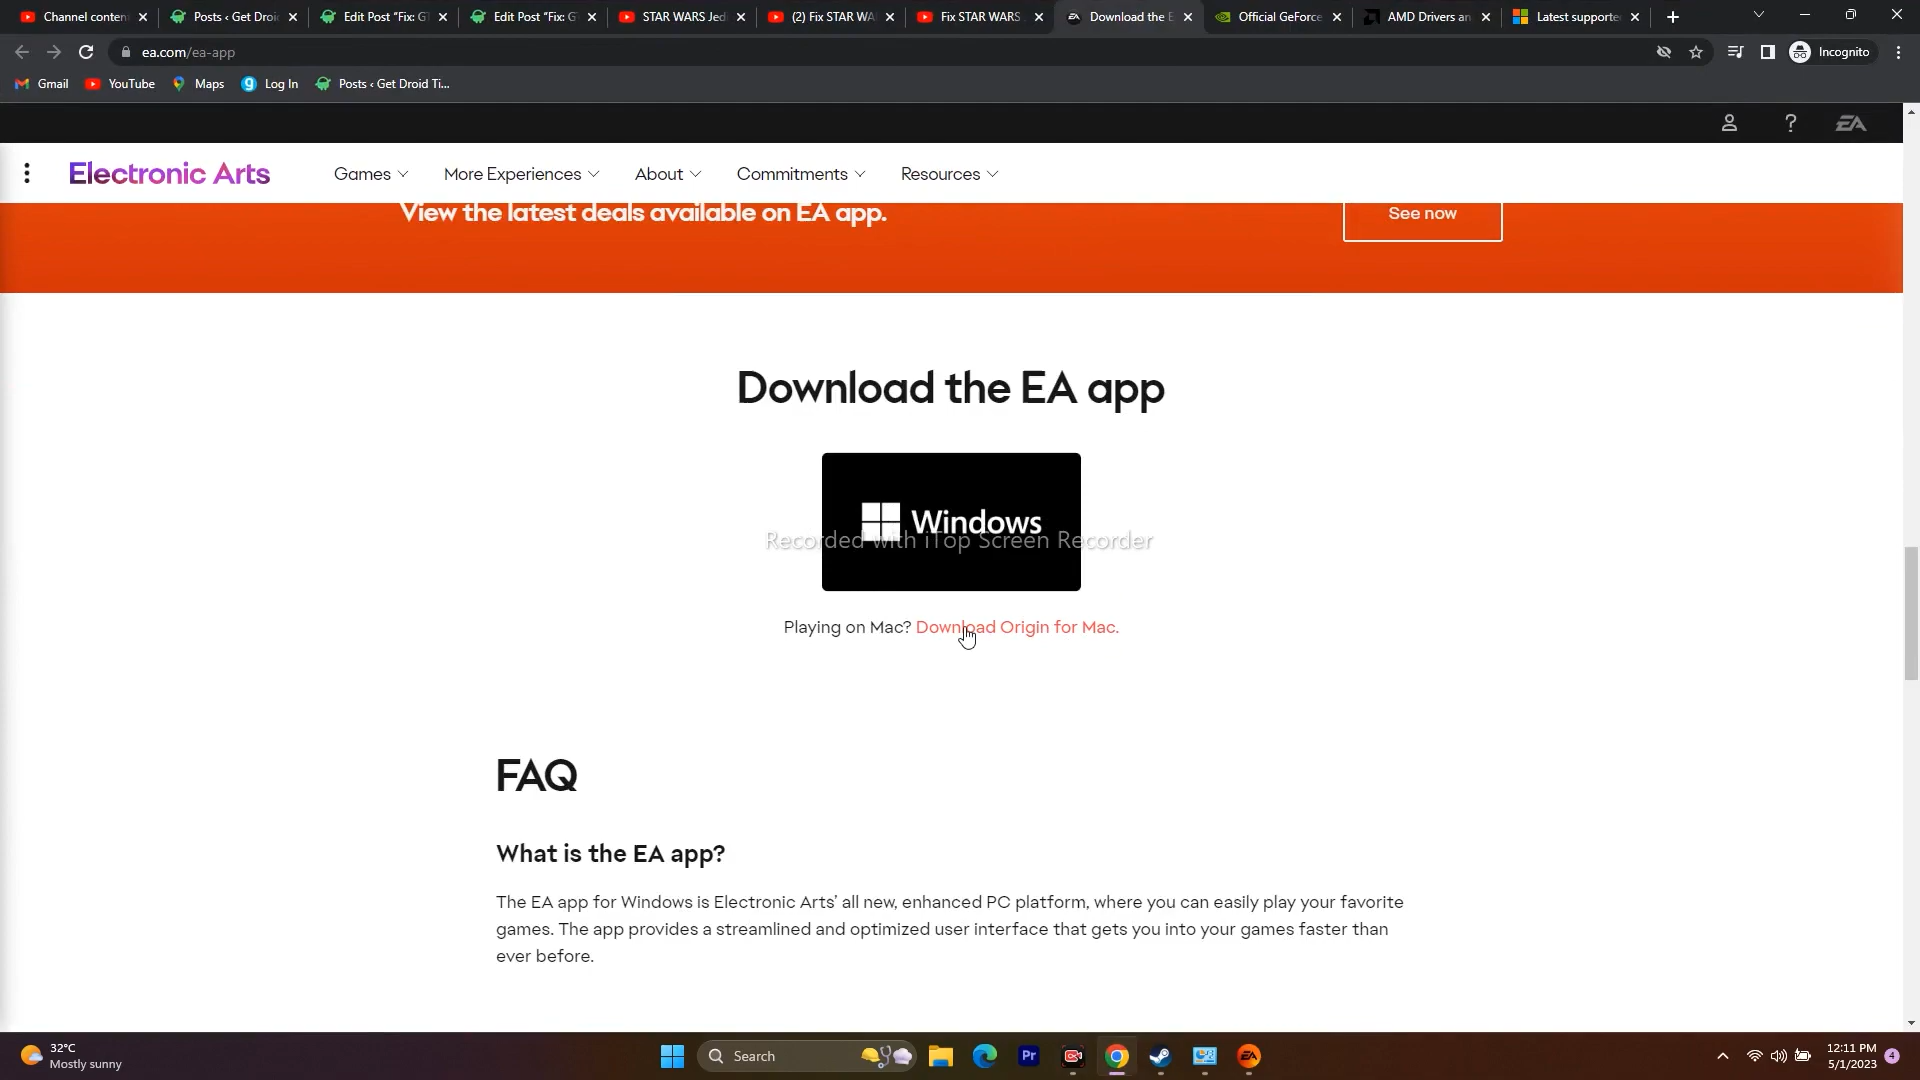 Channel conten
Posts ‹ Get Droi
Edit Post "Fix: G
Edit Post "Fix: G
STAR WARS Jed
(2) Fix STAR WA
Fix STAR WARS
Download the E
Official GeForce
AMD Drivers an
Latest supporte
ea.com/ea-app
Incognito
Gmail
YouTube
Maps
Log In
Posts ‹ Get Droid Ti...
EA
Electronic Arts
Games
More Experiences
About
Commitments
Resources
View the latest deals available on EA app.
See now
Download the EA app
Windows
Recorded with iTop Screen Recorder
Playing on Mac? Download Origin for Mac.
FAQ
What is the EA app?
The EA app for Windows is Electronic Arts’ all new, enhanced PC platform, where you can easily play your favorite
games. The app provides a streamlined and optimized user interface that gets you into your games faster than
ever before.
32°C
Mostly sunny
Search
Pr
EA
12:11 PM
5/1/2023
4